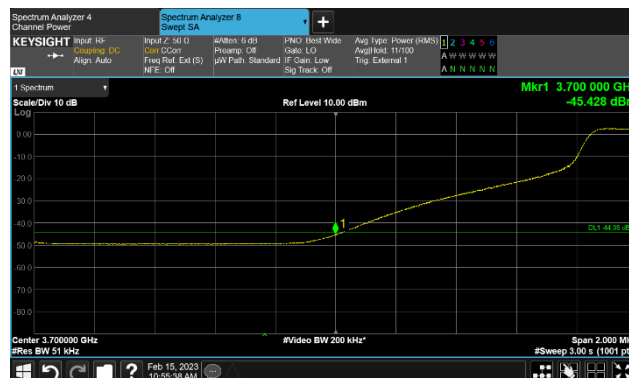 Spectrum Analyzer 4
Channel Power
Spectrum Analyzer 8
Swept SA
KEYSIGHT
Input: RF
Coupling: DC
Align: Auto
Input Z: 50 Ω
Corr CCorr
Freq Ref: Ext (S)
NFE: Off
#Atten: 6 dB
Preamp: Off
µW Path: Standard
PNO: Best Wide
Gate: LO
IF Gain: Low
Sig Track: Off
Avg Type: Power (RMS)
Avg|Hold: 11/100
Trig: External 1
1 2 3 4 5 6
A W W W W W
A N N N N N
LXI
1 Spectrum
Mkr1 3.700 000 GH
Scale/Div 10 dB
Ref Level 10.00 dBm
-45.428 dB
Log
0.00
-10.0
-20.0
-30.0
-40.0
-50.0
-60.0
-70.0
-80.0
1
DL1 -44.08 dB
Center 3.700000 GHz
#Video BW 200 kHz*
Span 2.000 M
#Res BW 51 kHz
#Sweep 3.00 s (1001 pt
Feb 15, 2023
10:55:38 AM